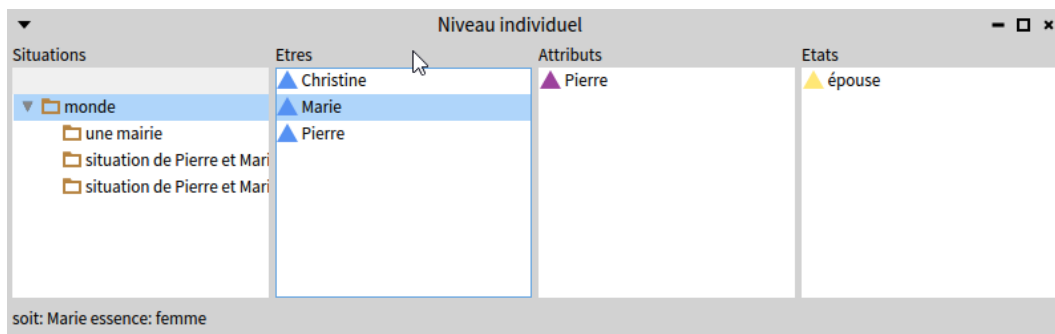 Niveau individuel
Situations
Etres
Attributs
Etats
monde
une mairie
situation de Pierre et Mari
situation de Pierre et Mari
Christine
Marie
Pierre
Pierre
épouse
soit: Marie essence: femme